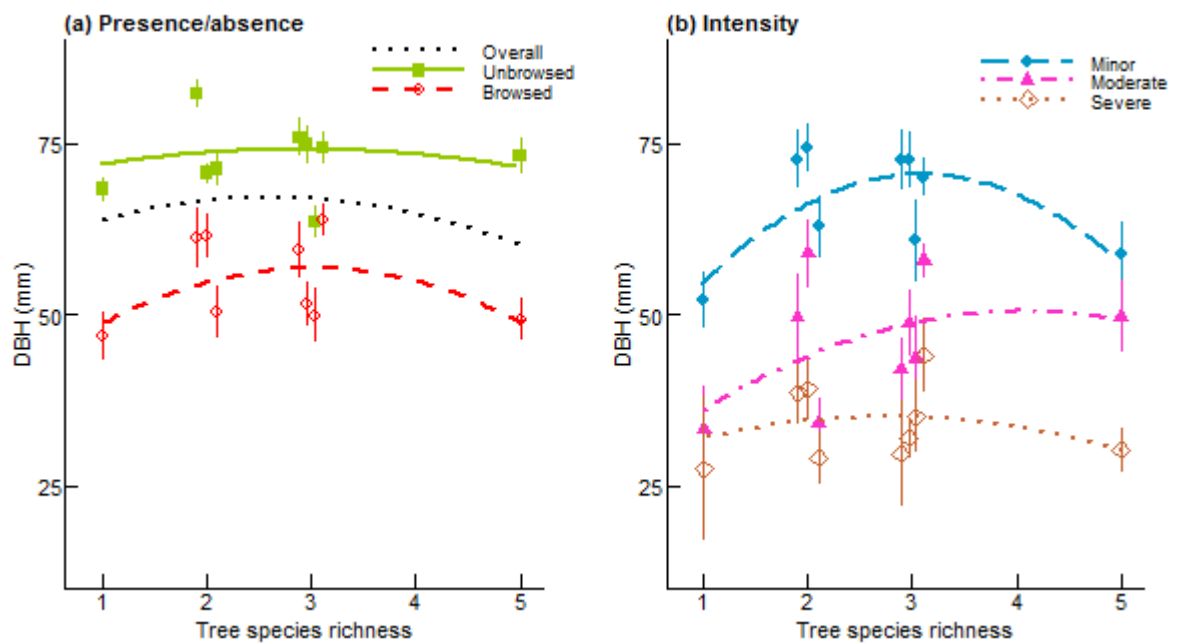 (a) Presence/absence
Overall
Unbrowsed
Browsed
75
50
25
DBH (mm)
1 2 3 4 5
Tree species richness
(b) Intensity
Minor
Moderate
Severe
75
50
25
DBH (mm)
1 2 3 4 5
Tree species richness